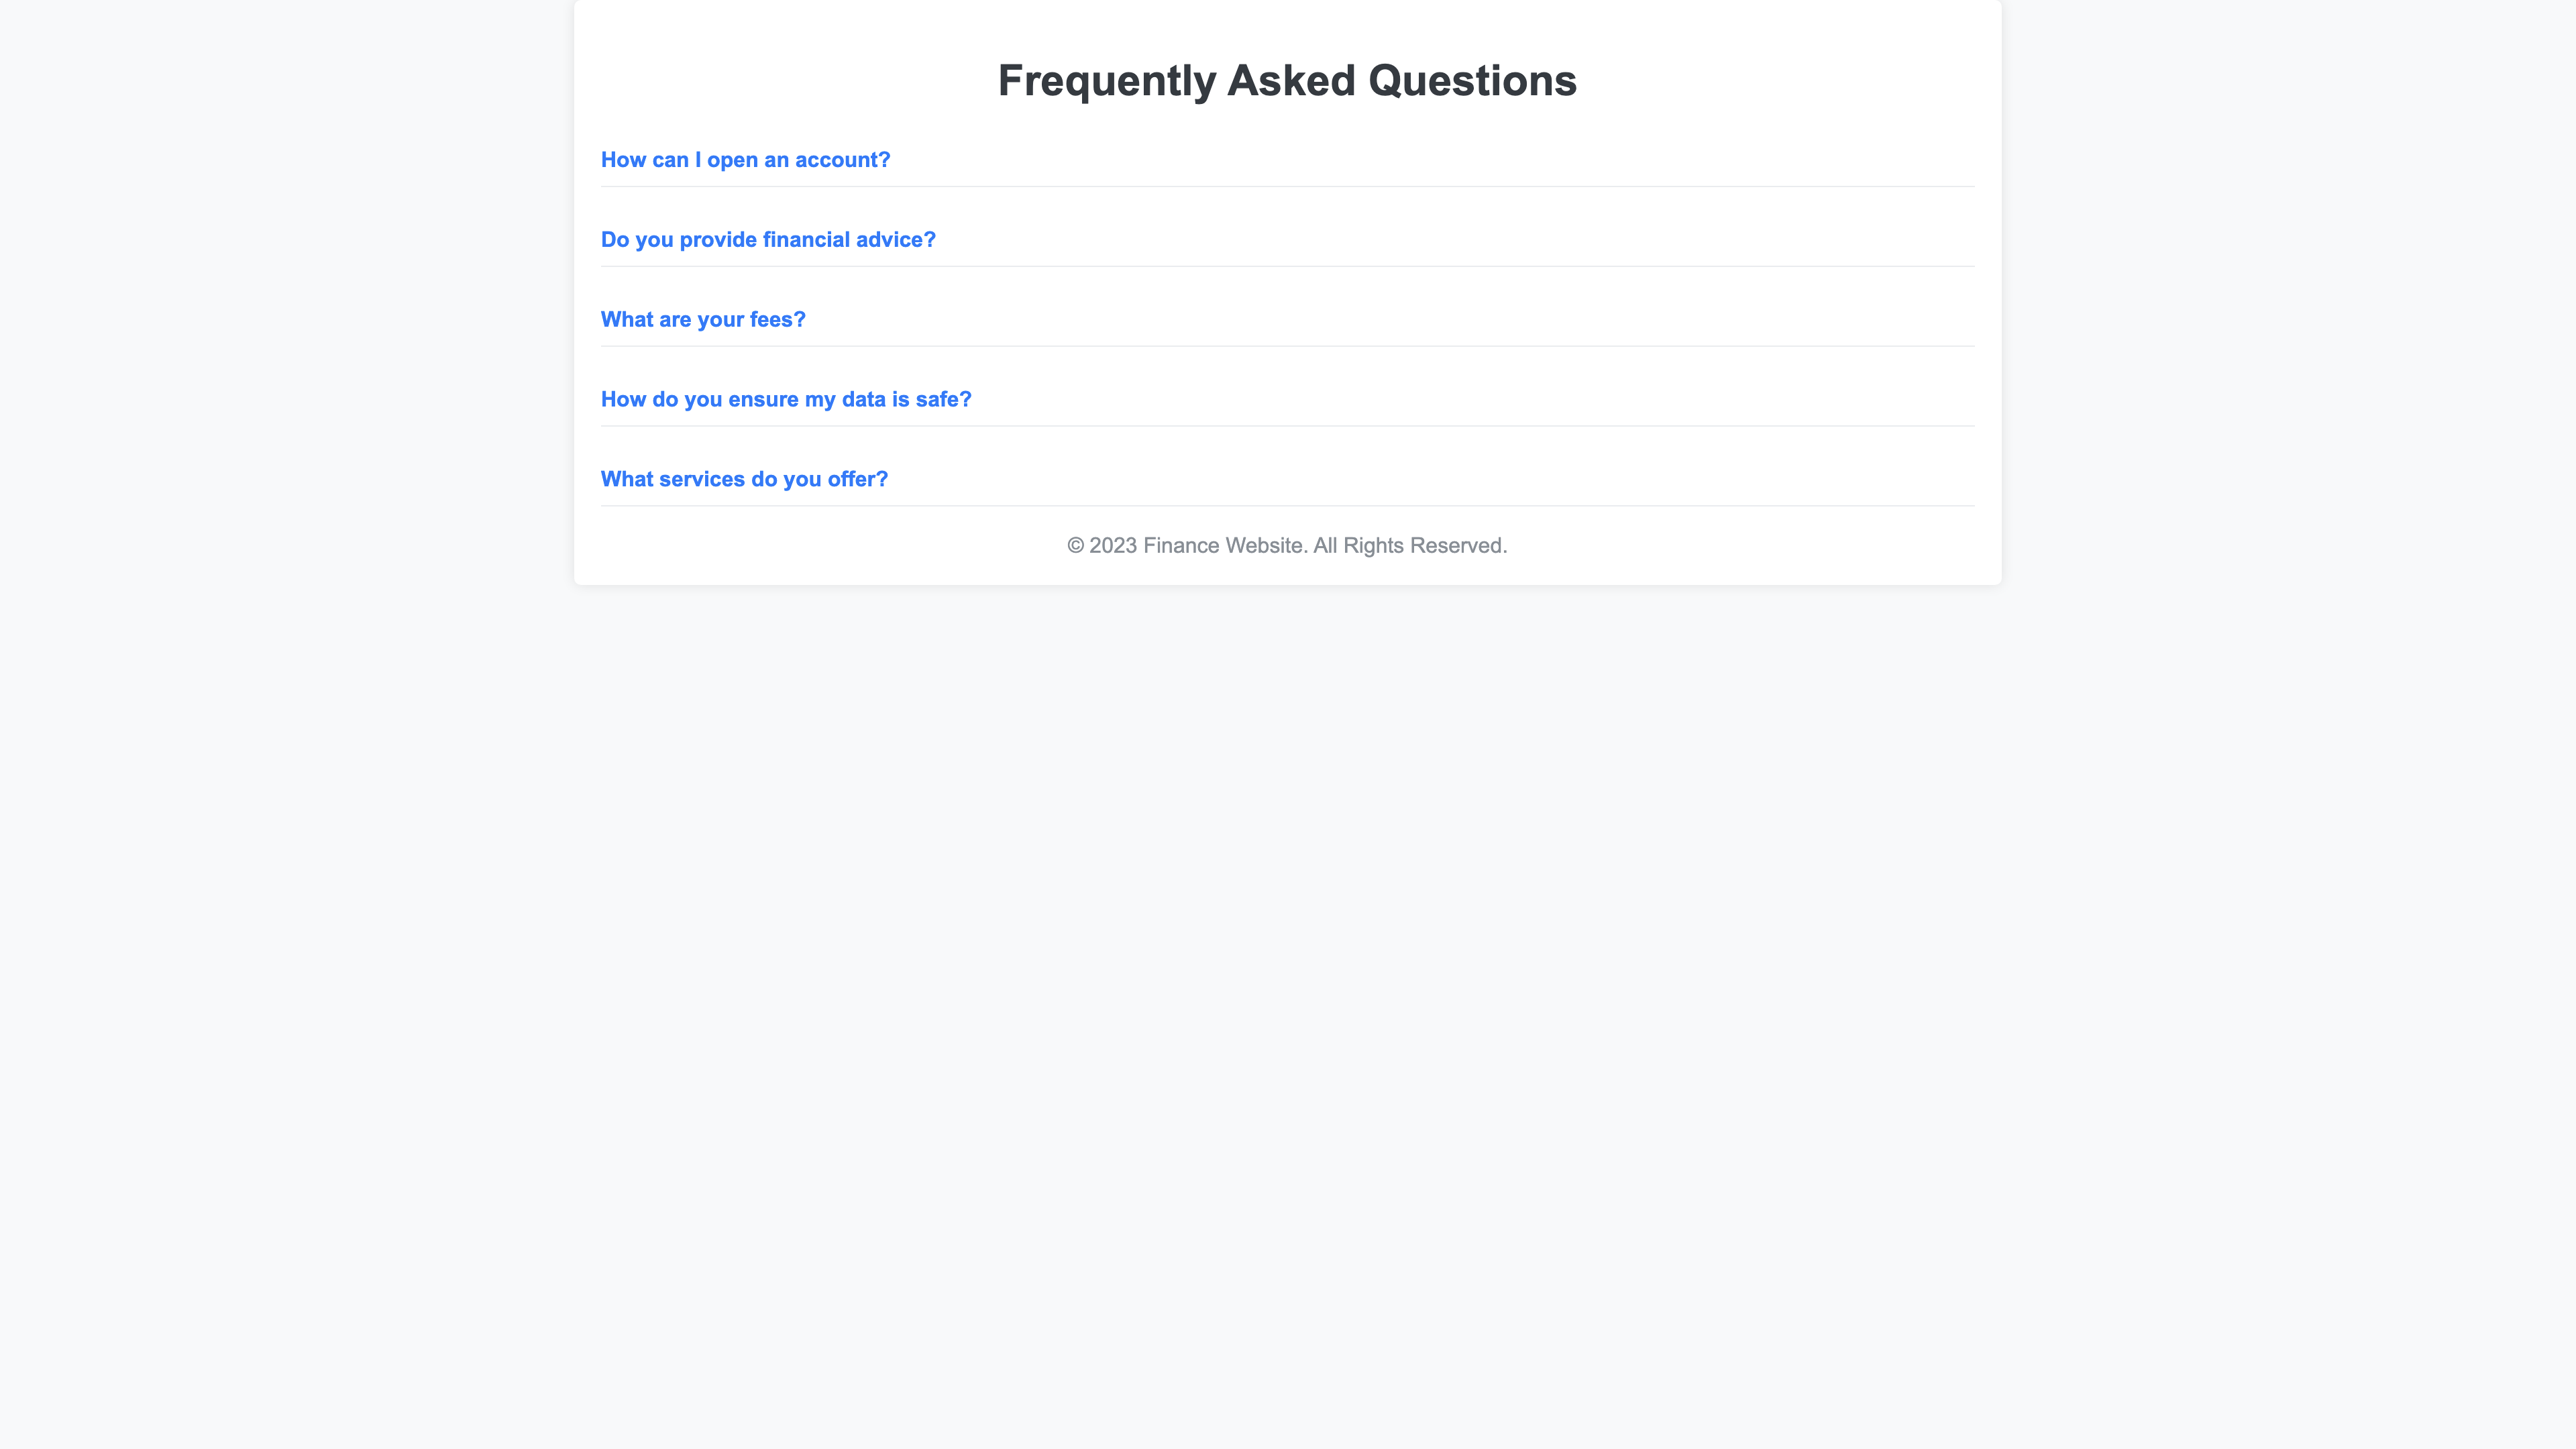 Frequently Asked Questions
How can I open an account?
Do you provide financial advice?
What are your fees?
How do you ensure my data is safe?
What services do you offer?
© 2023 Finance Website. All Rights Reserved.